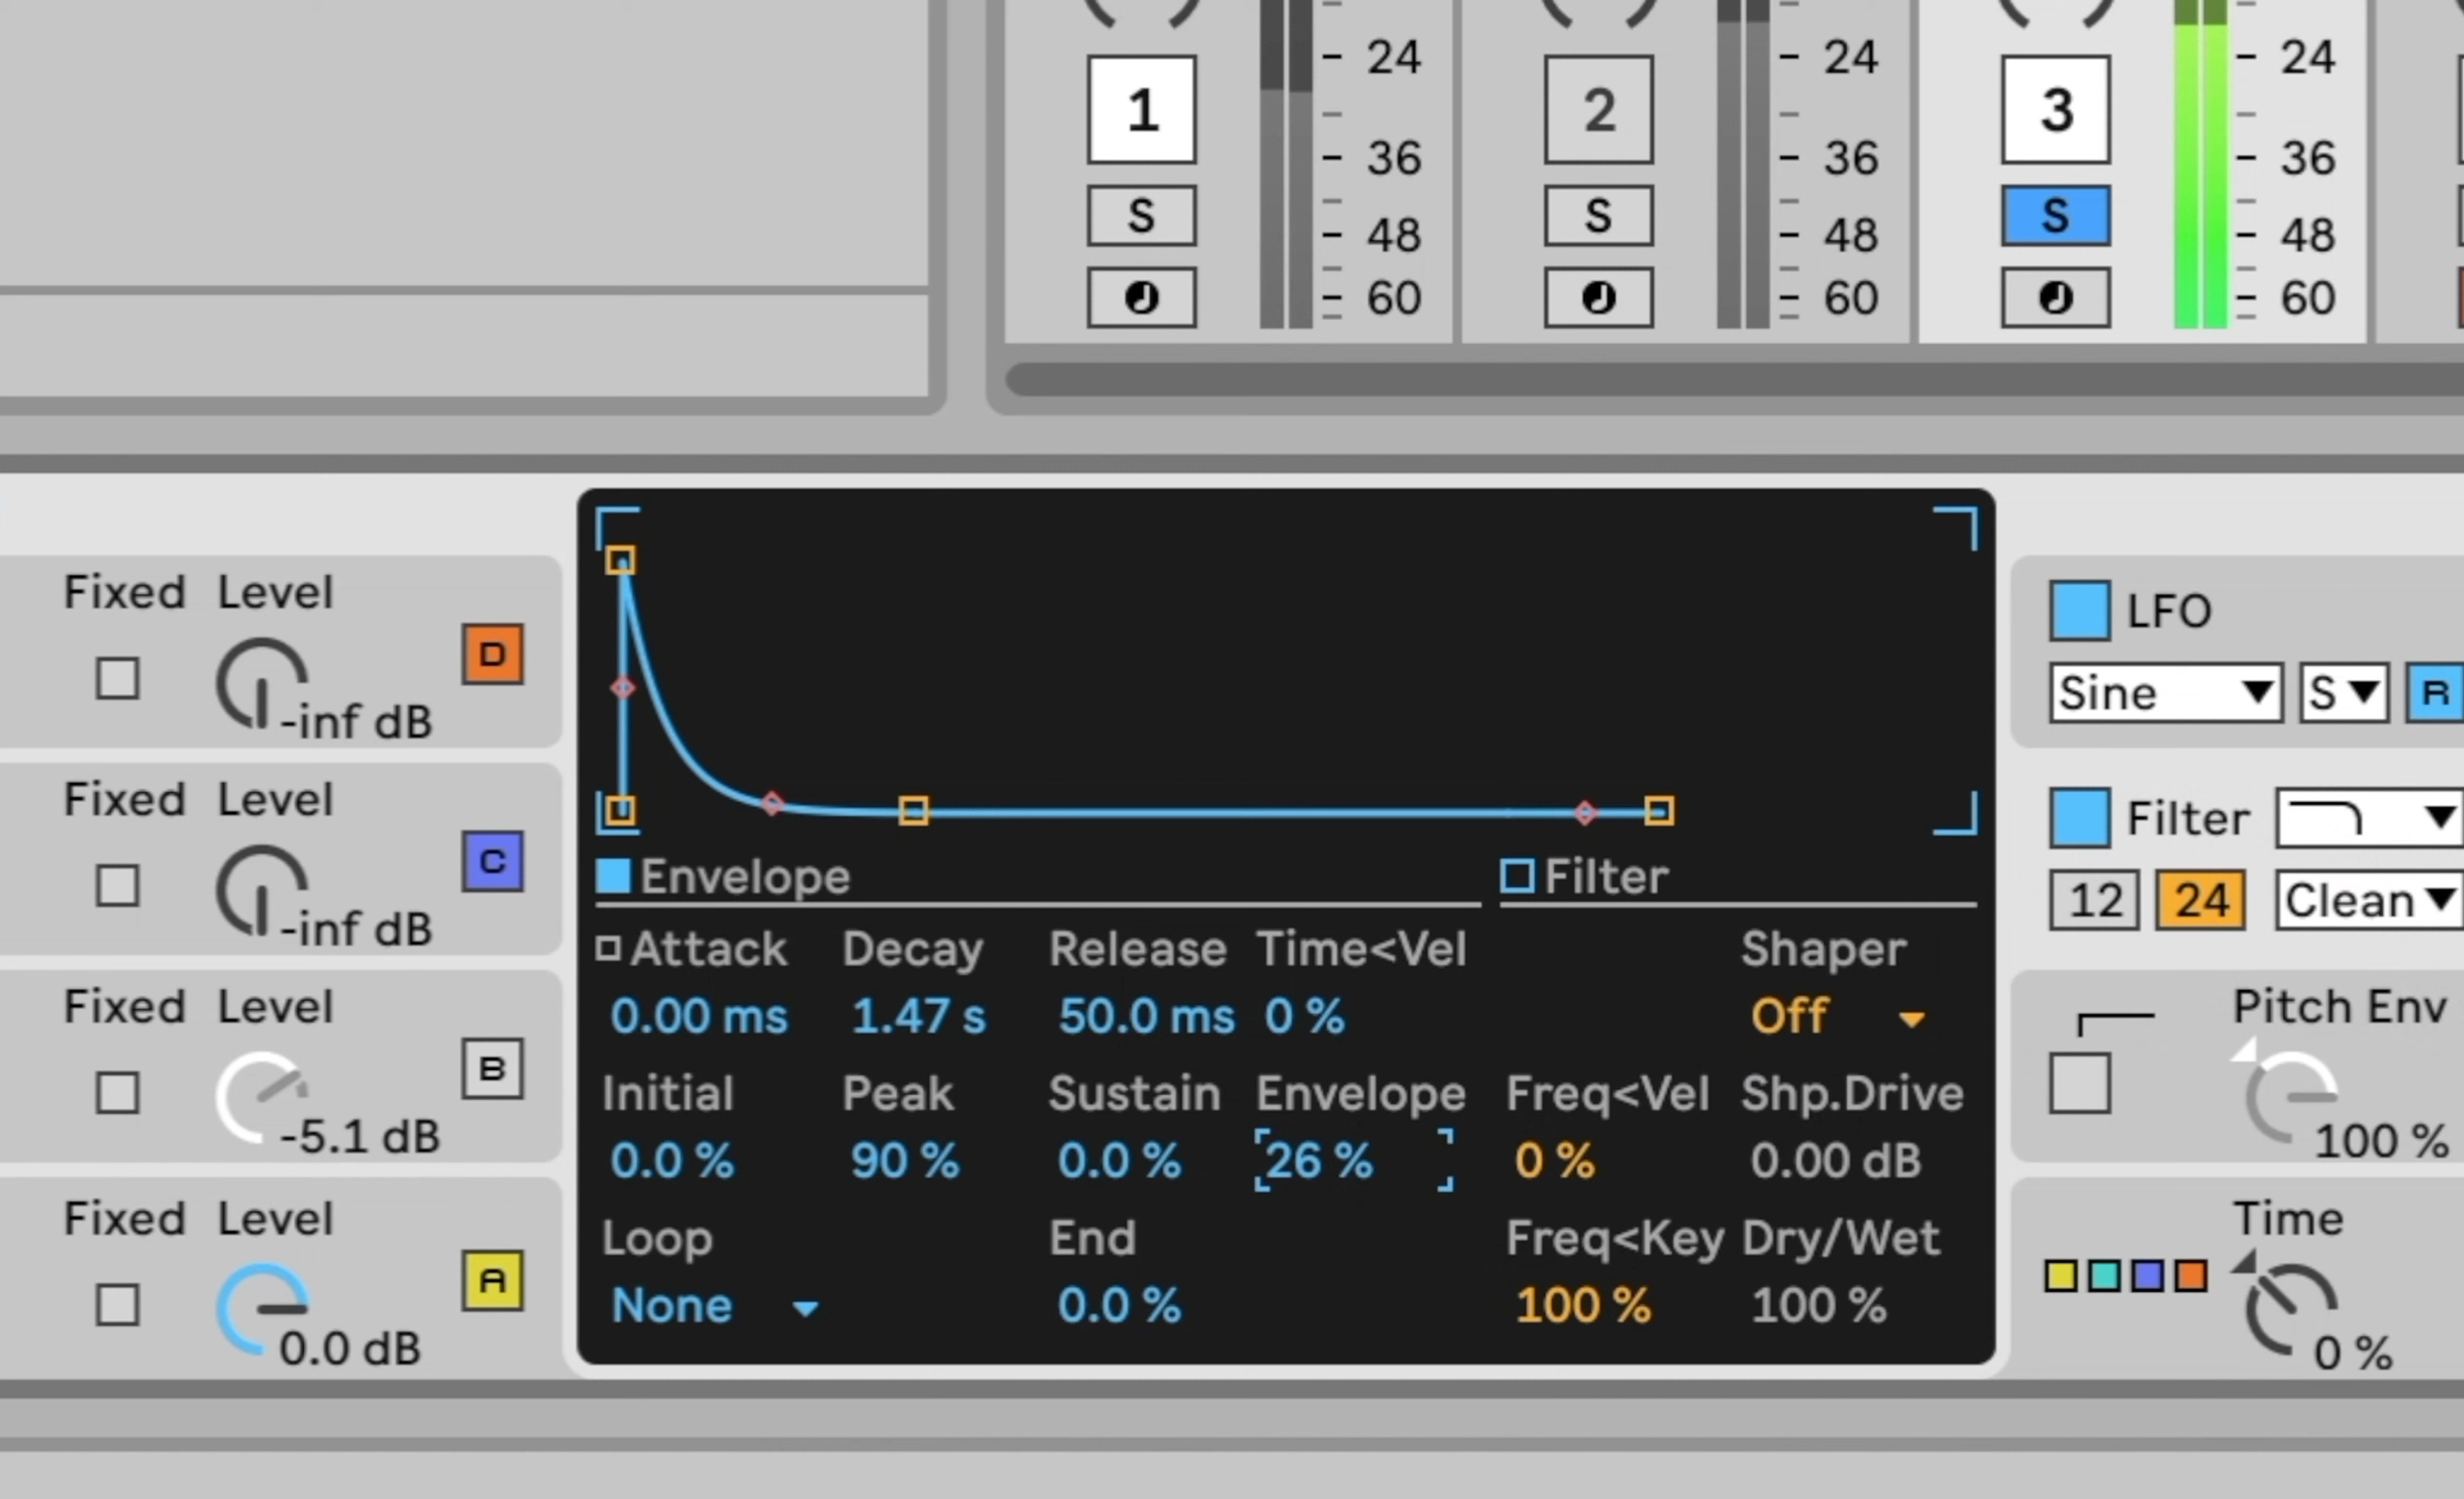 24
36
48
60
1
S
24
36
48
60
2
S
24
36
48
60
3
S
Fixed Level
-inf dB
D
Fixed Level
-inf dB
C
Fixed Level
-5.1 dB
B
Fixed Level
0.0 dB
A
Envelope
Filter
Attack Decay Release Time<Vel
0.00 ms 1.47 s 50.0 ms 0 %
Shaper
Off
Initial Peak Sustain Envelope
0.0 % 90 % 0.0 % 26 %
Freq<Vel Shp.Drive
0 % 0.00 dB
Loop End
None 0.0 %
Freq<Key Dry/Wet
100 % 100 %
LFO
Sine S R
Filter
12 24 Clean
Pitch Env
100 %
Time
0 %